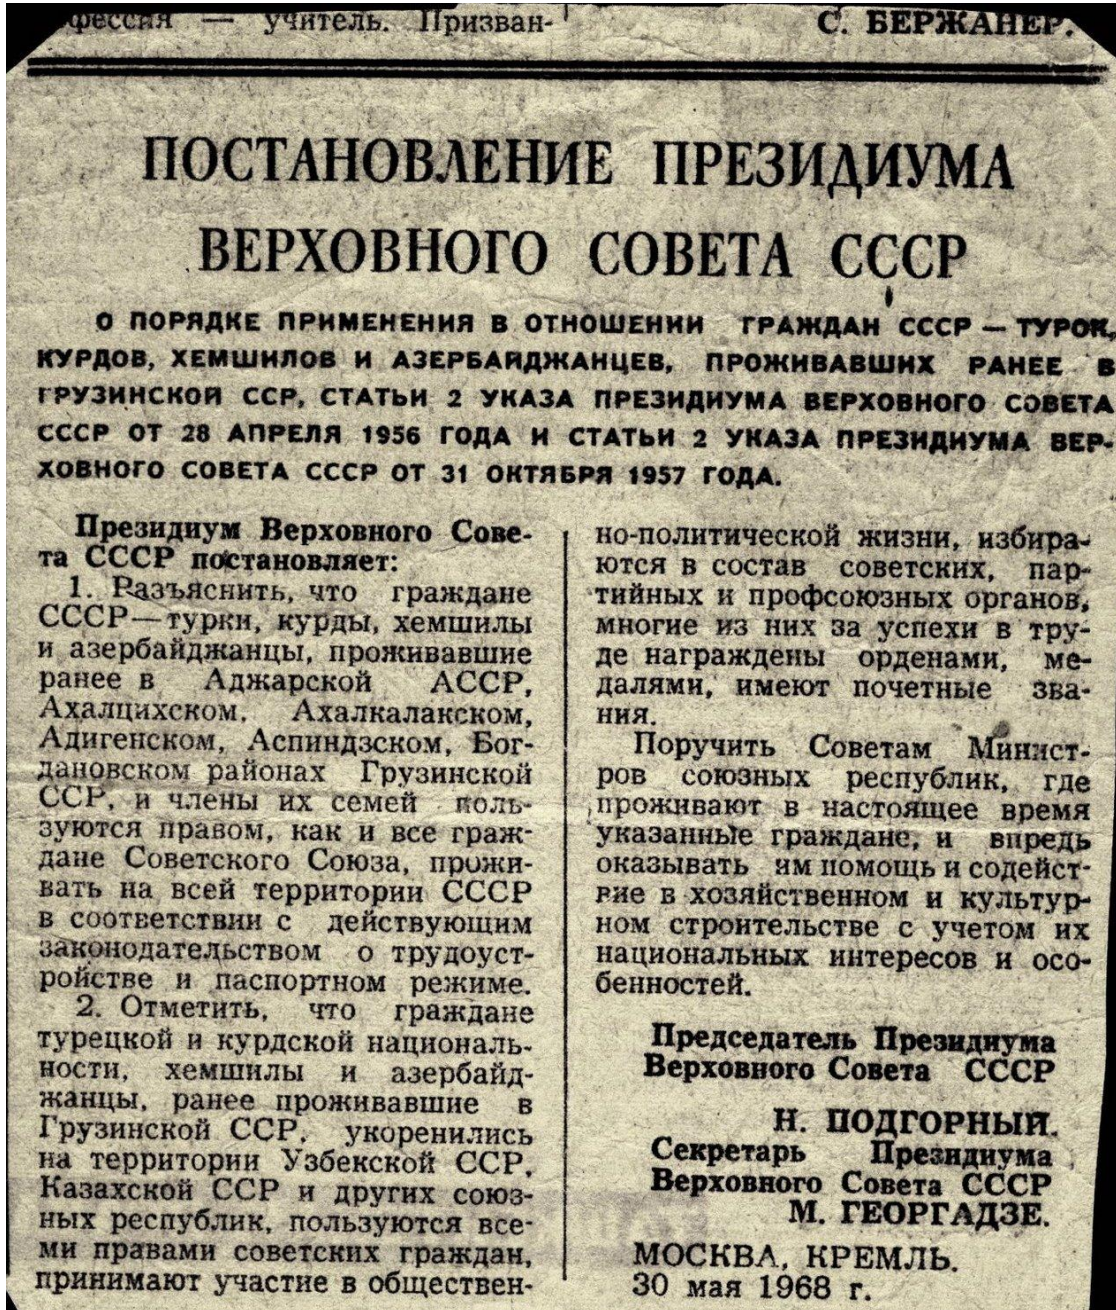 фессия — учитель. Призван-
С. БЕРЖАНЕР.
ПОСТАНОВЛЕНИЕ ПРЕЗИДИУМА
ВЕРХОВНОГО СОВЕТА СССР
О ПОРЯДКЕ ПРИМЕНЕНИЯ В ОТНОШЕНИИ ГРАЖДАН СССР — ТУРОК,
КУРДОВ, ХЕМШИЛОВ И АЗЕРБАЙДЖАНЦЕВ, ПРОЖИВАВШИХ РАНЕЕ В
ГРУЗИНСКОЙ ССР, СТАТЬИ 2 УКАЗА ПРЕЗИДИУМА ВЕРХОВНОГО СОВЕТА
СССР ОТ 28 АПРЕЛЯ 1956 ГОДА И СТАТЬИ 2 УКАЗА ПРЕЗИДИУМА ВЕР-
ХОВНОГО СОВЕТА СССР ОТ 31 ОКТЯБРЯ 1957 ГОДА.
Президиум Верховного Сове-
та СССР постановляет:
1. Разъяснить, что граждане
СССР—турки, курды, хемшилы
и азербайджанцы, проживавшие
ранее в Аджарской АССР,
Ахалцихском, Ахалкалакском,
Адигенском, Аспиндзском, Бог-
дановском районах Грузинской
ССР, и члены их семей поль-
зуются правом, как и все граж-
дане Советского Союза, прожи-
вать на всей территории СССР
в соответствии с действующим
законодательством о трудоуст-
ройстве и паспортном режиме.
2. Отметить, что граждане
турецкой и курдской националь-
ности, хемшилы и азербайд-
жанцы, ранее проживавшие в
Грузинской ССР, укоренились
на территории Узбекской ССР,
Казахской ССР и других союз-
ных республик, пользуются все-
ми правами советских граждан,
принимают участие в обществен-
но-политической жизни, избира-
ются в состав советских, пар-
тийных и профсоюзных органов,
многие из них за успехи в тру-
де награждены орденами, ме-
далями, имеют почетные зва-
ния.
Поручить Советам Минист-
ров союзных республик, где
проживают в настоящее время
указанные граждане, и впредь
оказывать им помощь и содейст-
вие в хозяйственном и культур-
ном строительстве с учетом их
национальных интересов и осо-
бенностей.
Председатель Президиума
Верховного Совета СССР
Н. ПОДГОРНЫЙ.
Секретарь Президиума
Верховного Совета СССР
М. ГЕОРГАДЗЕ.
МОСКВА, КРЕМЛЬ.
30 мая 1968 г.